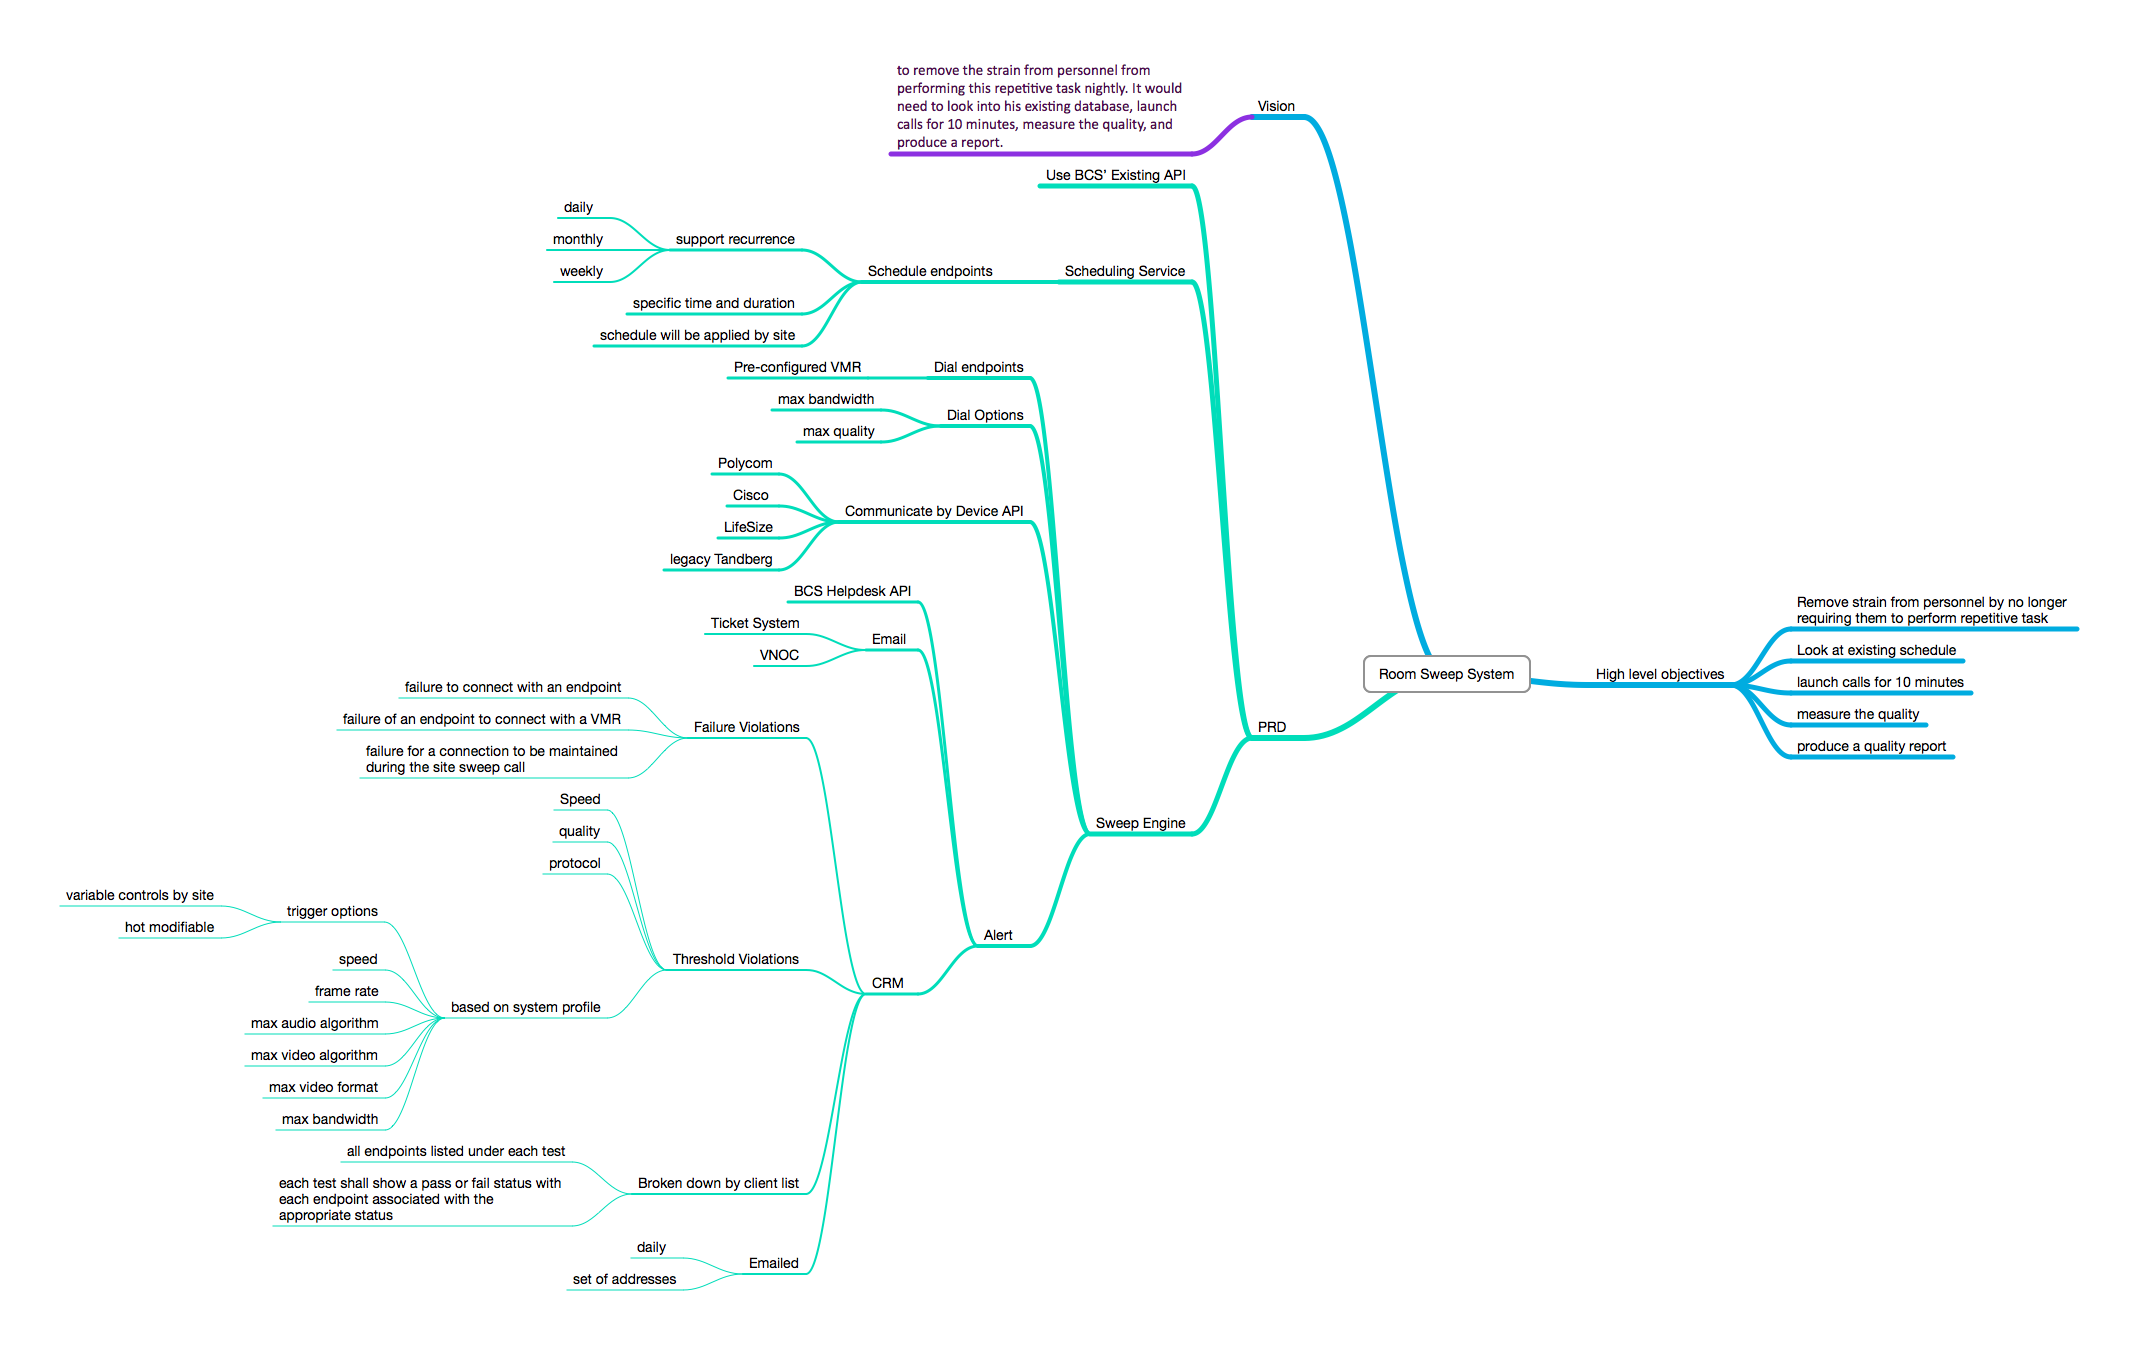 to remove the strain from personnel from
performing this repetitive task nightly. It would
need to look into his existing database, launch
calls for 10 minutes, measure the quality, and
produce a report.
Vision
Use BCS’ Existing API
daily
monthly
weekly
support recurrence
specific time and duration
schedule will be applied by site
Schedule endpoints
Scheduling Service
Pre-configured VMR
Dial endpoints
max bandwidth
max quality
Dial Options
Polycom
Cisco
LifeSize
legacy Tandberg
Communicate by Device API
BCS Helpdesk API
Ticket System
VNOC
Email
failure to connect with an endpoint
failure of an endpoint to connect with a VMR
failure for a connection to be maintained
during the site sweep call
Failure Violations
Speed
quality
protocol
variable controls by site
hot modifiable
trigger options
speed
frame rate
max audio algorithm
max video algorithm
max video format
max bandwidth
based on system profile
Threshold Violations
all endpoints listed under each test
each test shall show a pass or fail status with
each endpoint associated with the
appropriate status
Broken down by client list
daily
set of addresses
Emailed
CRM
Alert
Sweep Engine
PRD
Room Sweep System
High level objectives
Remove strain from personnel by no longer
requiring them to perform repetitive task
Look at existing schedule
launch calls for 10 minutes
measure the quality
produce a quality report